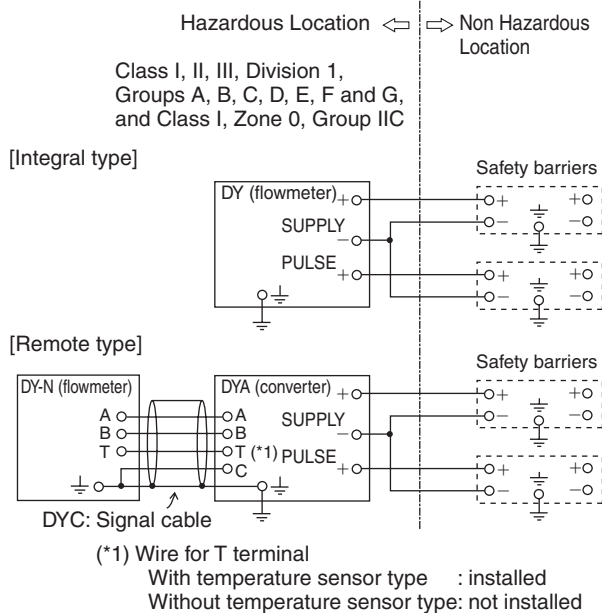 Hazardous Location ⇦ ⇨ Non Hazardous
Location
Class I, II, III, Division 1,
Groups A, B, C, D, E, F and G,
and Class I, Zone 0, Group IIC
[Integral type]
Safety barriers
DY (flowmeter)
+
SUPPLY
−
PULSE
+
+ +
− −
+ +
− −
[Remote type]
Safety barriers
DY-N (flowmeter)
A
B
T
DYA (converter)
A
B
T (*1)
C
+
SUPPLY
−
PULSE
+
+ +
− −
+ +
− −
DYC: Signal cable
(*1) Wire for T terminal
With temperature sensor type : installed
Without temperature sensor type: not installed